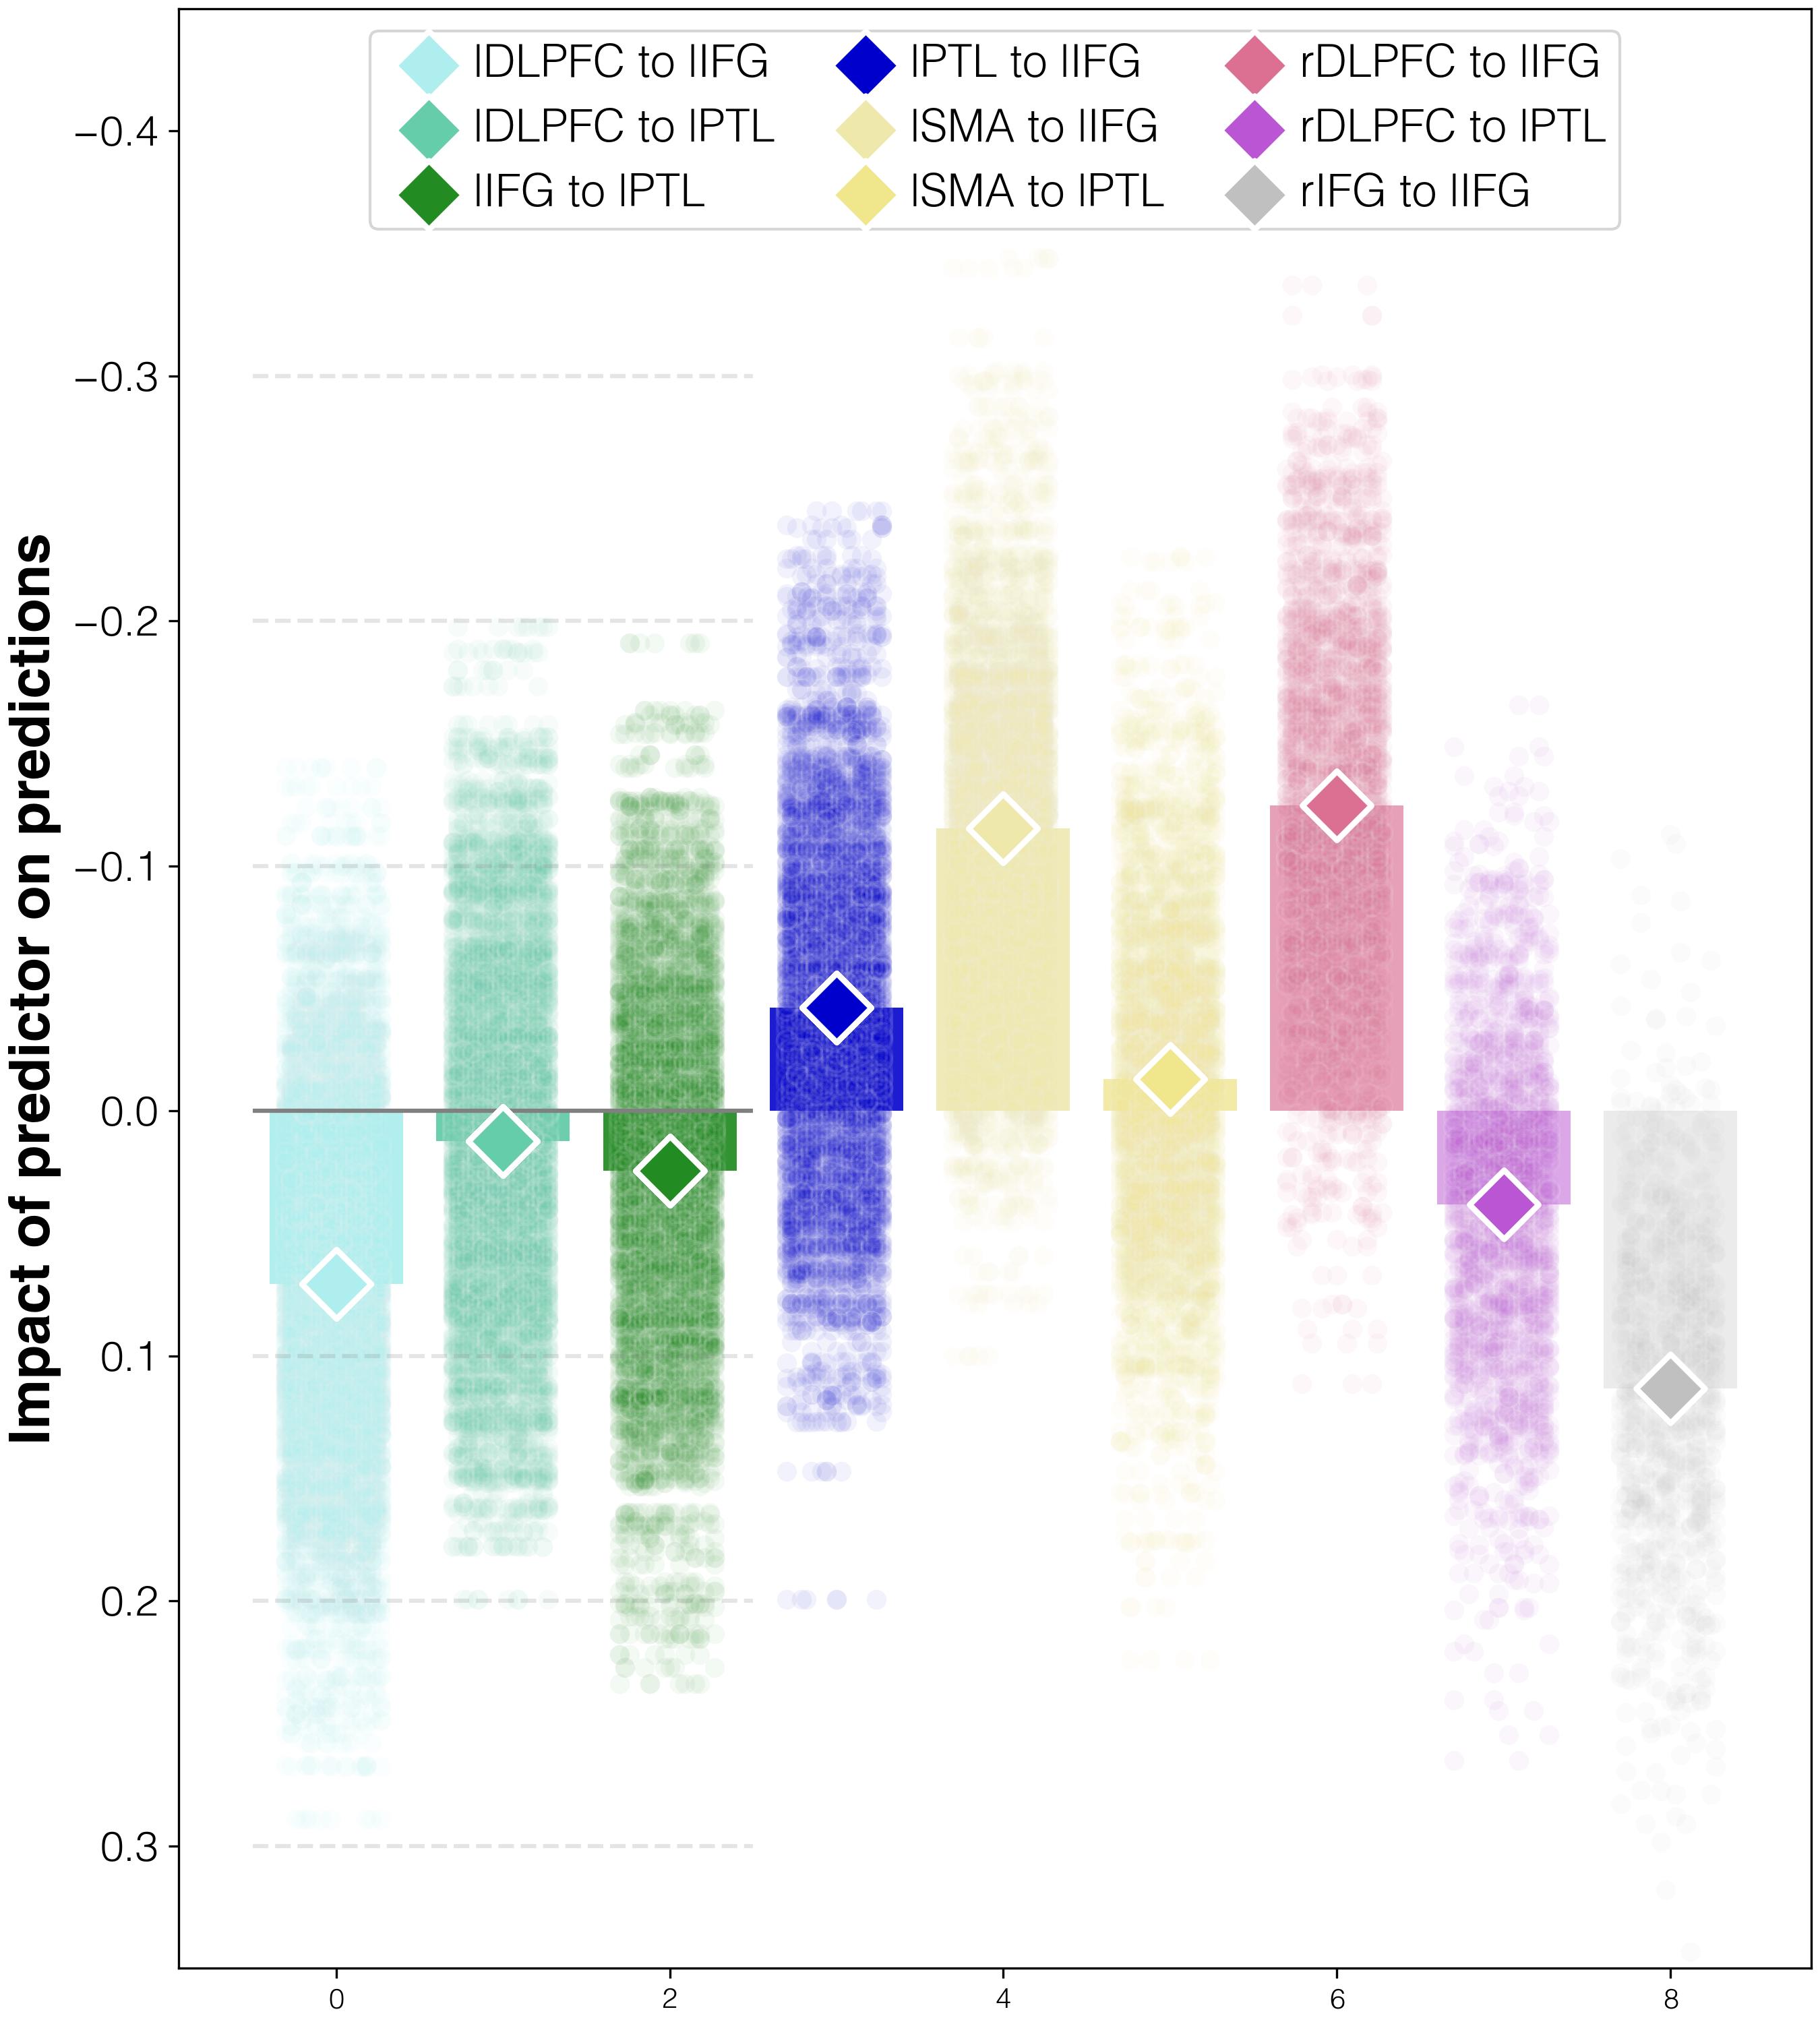 lDLPFC to lIFG
lDLPFC to lPTL
lIFG to lPTL
lPTL to lIFG
lSMA to lIFG
lSMA to lPTL
rDLPFC to lIFG
rDLPFC to lPTL
rIFG to lIFG
Impact of predictor on predictions
−0.4
−0.3
−0.2
−0.1
0.0
0.1
0.2
0.3
0 2 4 6 8